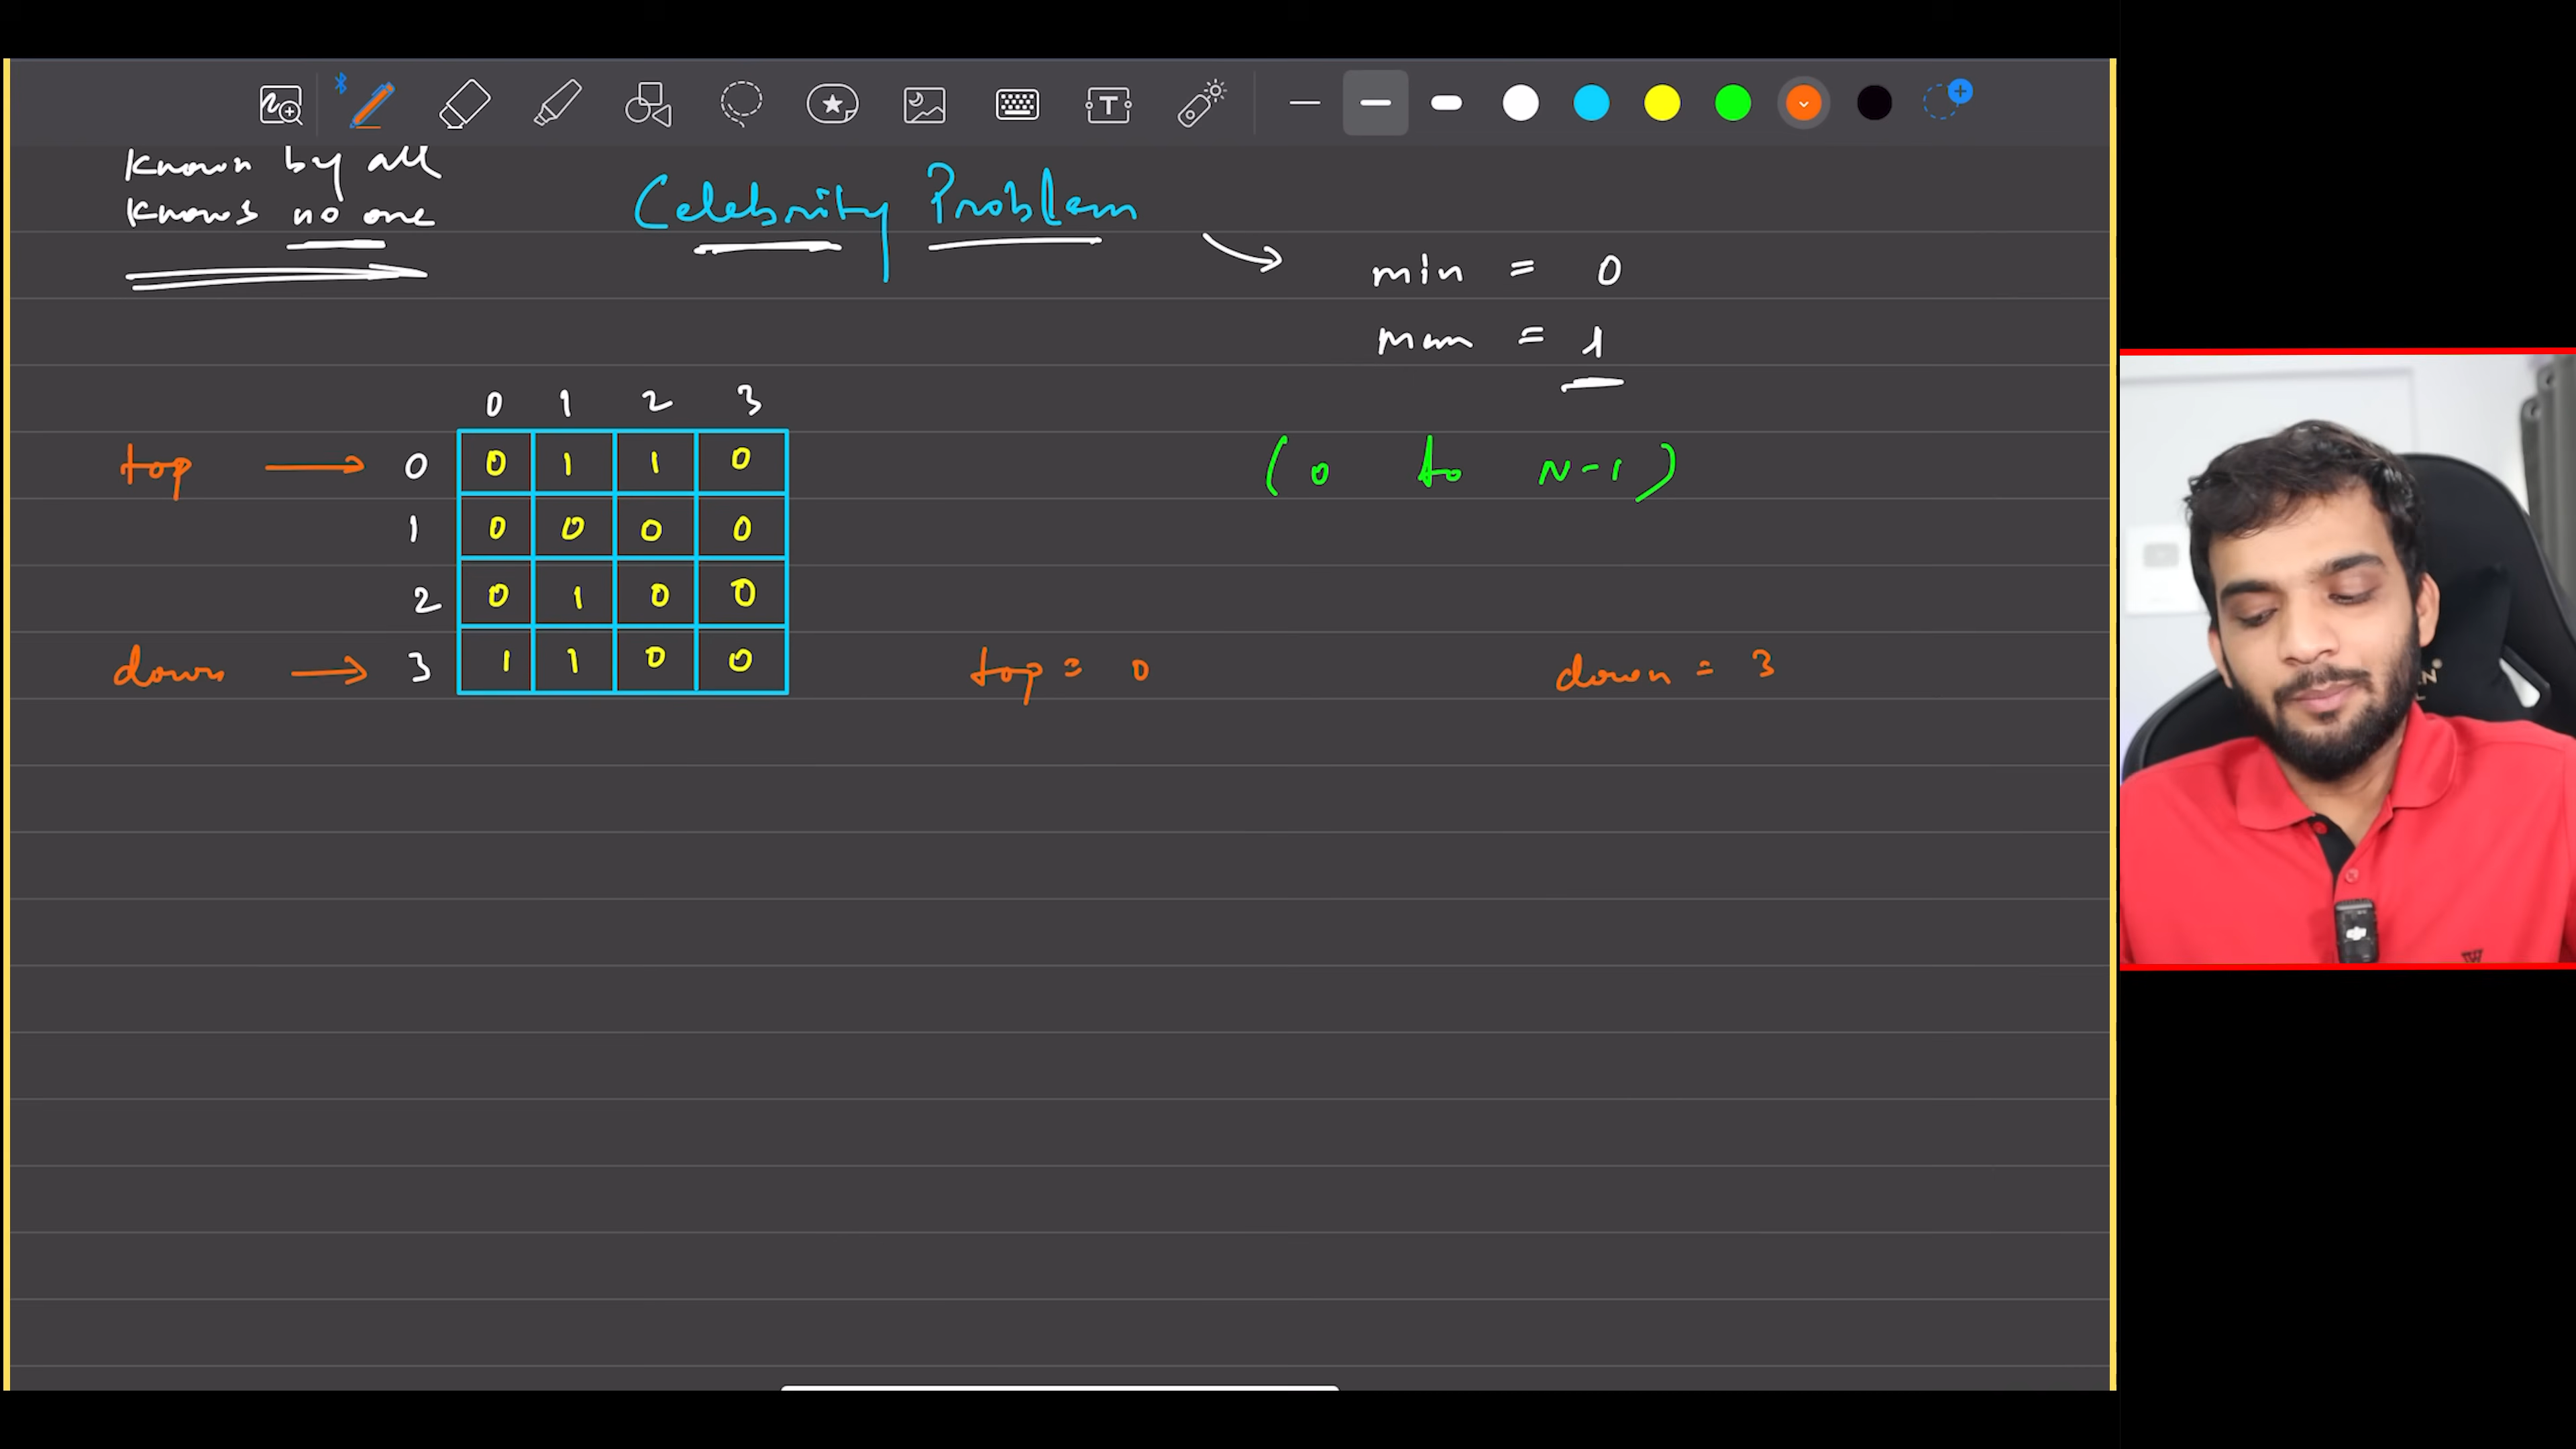 known by all
knows no one
Celebrity Problem
min = 0
max = 1
0 1 2 3
top → 0 0 1 1 0
(0 to N-1)
1 0 0 0 0
2 0 1 0 0
down → 3 1 1 0 0
top = 0
down = 3
T
W